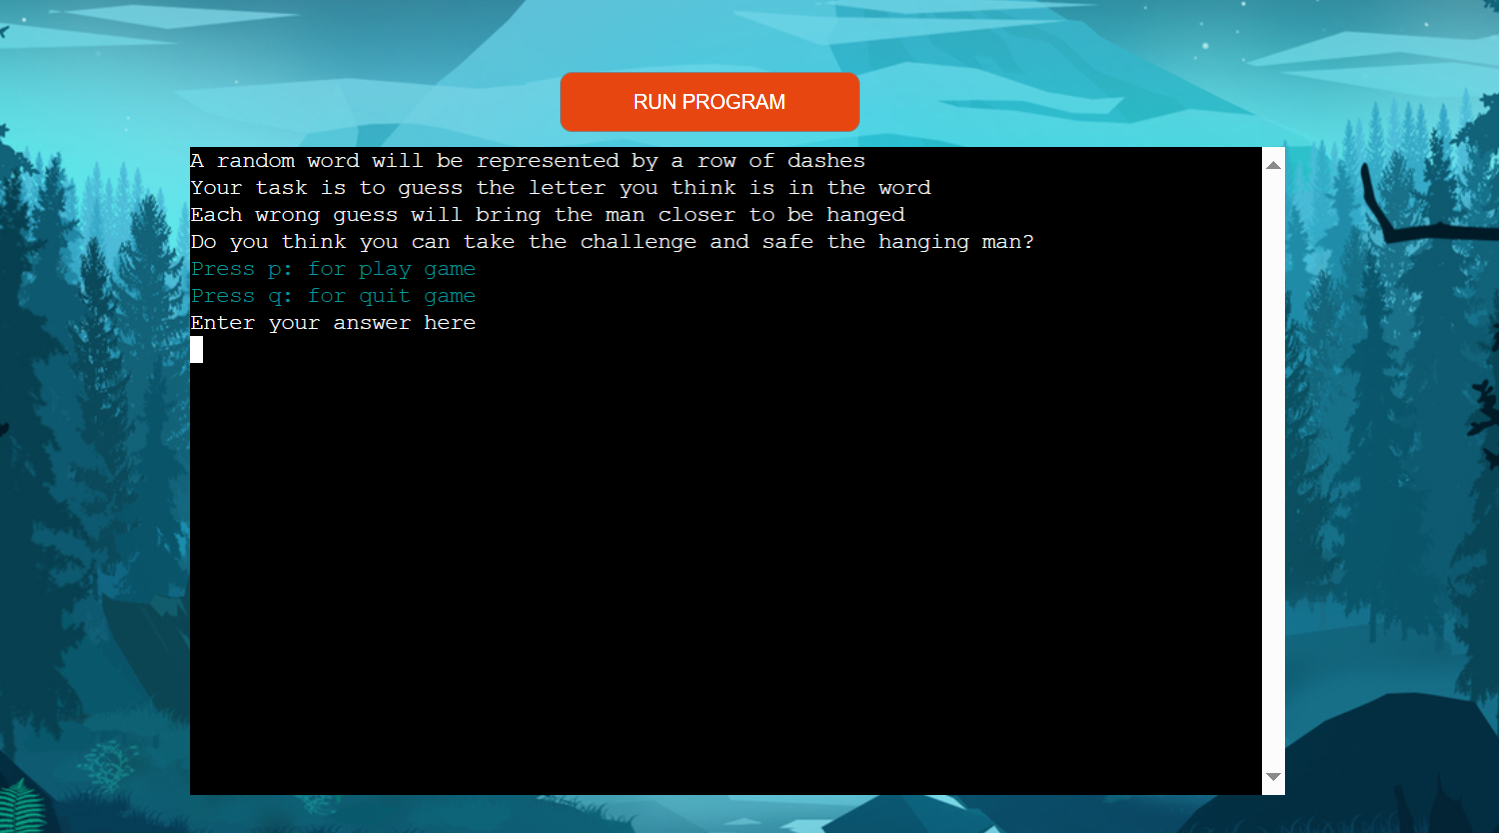 RUN PROGRAM
A random word will be represented by a row of dashes
Your task is to guess the letter you think is in the word
Each wrong guess will bring the man closer to be hanged
Do you think you can take the challenge and safe the hanging man?
Press p: for play game
Press q: for quit game
Enter your answer here